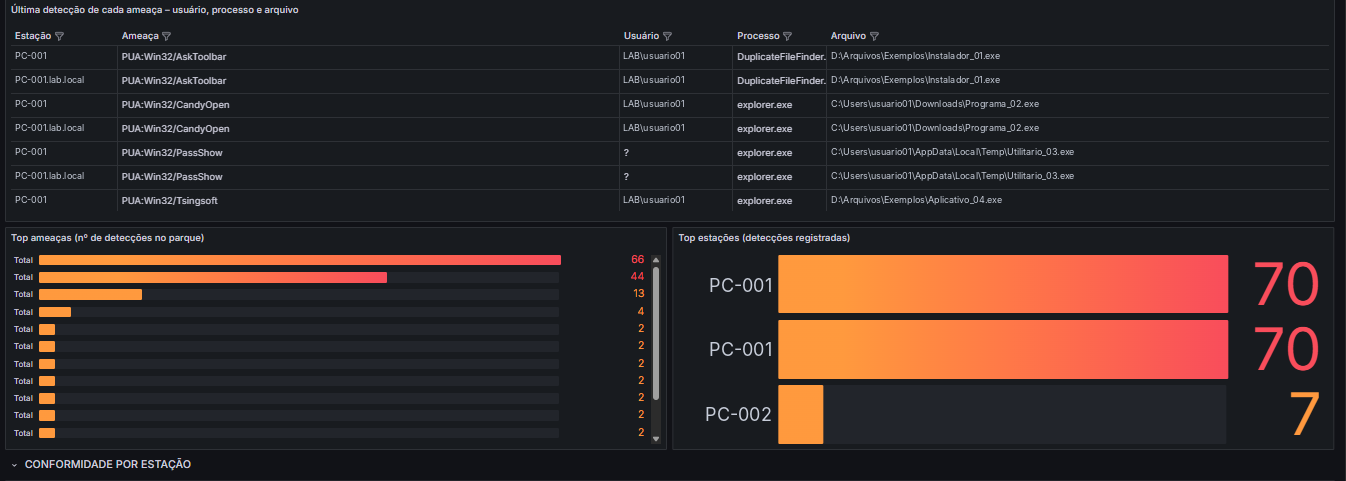 Última detecção de cada ameaça – usuário, processo e arquivo
Estação Ameaça Usuário Processo Arquivo
PC-001 PUA:Win32/AskToolbar LAB\usuario01 DuplicateFileFinder. D:\Arquivos\Exemplos\Instalador_01.exe
PC-001.lab.local PUA:Win32/AskToolbar LAB\usuario01 DuplicateFileFinder. D:\Arquivos\Exemplos\Instalador_01.exe
PC-001 PUA:Win32/CandyOpen LAB\usuario01 explorer.exe C:\Users\usuario01\Downloads\Programa_02.exe
PC-001.lab.local PUA:Win32/CandyOpen LAB\usuario01 explorer.exe C:\Users\usuario01\Downloads\Programa_02.exe
PC-001 PUA:Win32/PassShow ? explorer.exe C:\Users\usuario01\AppData\Local\Temp\Utilitario_03.exe
PC-001.lab.local PUA:Win32/PassShow ? explorer.exe C:\Users\usuario01\AppData\Local\Temp\Utilitario_03.exe
PC-001 PUA:Win32/Tsingsoft LAB\usuario01 explorer.exe D:\Arquivos\Exemplos\Aplicativo_04.exe
Top ameaças (nº de detecções no parque)
Total 66
Total 44
Total 13
Total 4
Total 2
Total 2
Total 2
Total 2
Total 2
Total 2
Total 2
Top estações (detecções registradas)
PC-001 70
PC-001 70
PC-002 7
CONFORMIDADE POR ESTAÇÃO